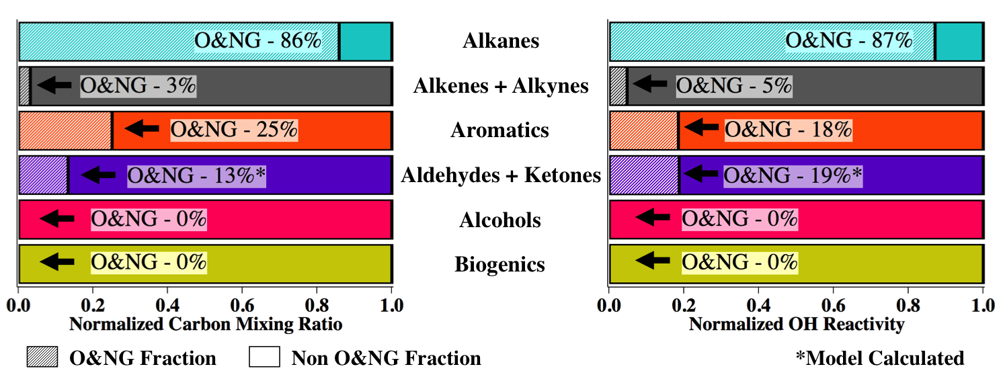 O&NG - 86%
Alkanes
O&NG - 87%
O&NG - 3%
Alkenes + Alkynes
O&NG - 5%
O&NG - 25%
Aromatics
O&NG - 18%
O&NG - 13%*
Aldehydes + Ketones
O&NG - 19%*
O&NG - 0%
Alcohols
O&NG - 0%
O&NG - 0%
Biogenics
O&NG - 0%
0.0 0.2 0.4 0.6 0.8 1.0
0.0 0.2 0.4 0.6 0.8 1.0
Normalized Carbon Mixing Ratio
Normalized OH Reactivity
O&NG Fraction
Non O&NG Fraction
*Model Calculated